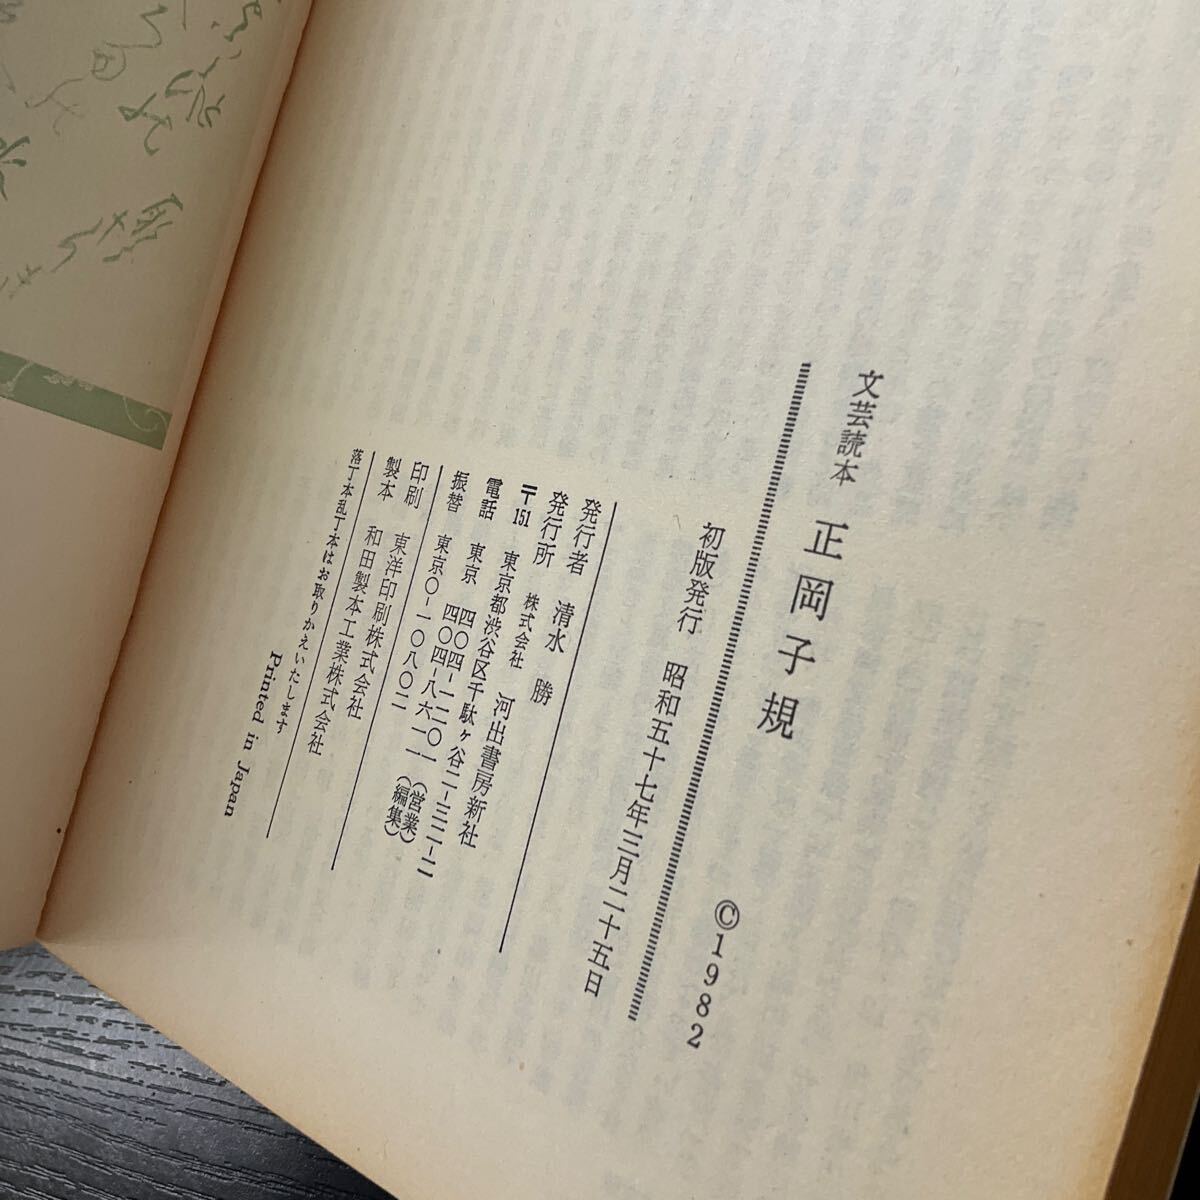 文芸読本 正岡子規
©1982
初版発行 昭和五十七年三月二十五日
発行者 清水 勝
発行所 株式会社 河出書房新社
〒151 東京都渋谷区千駄ヶ谷二-三二-二
電話 東京 四〇四-一二〇一(営業)
四〇四-八六一一(編集)
振替 東京〇-一〇八〇二
印刷 東洋印刷株式会社
製本 和田製本工業株式会社
落丁本乱丁本はお取りかえいたします
Printed in Japan